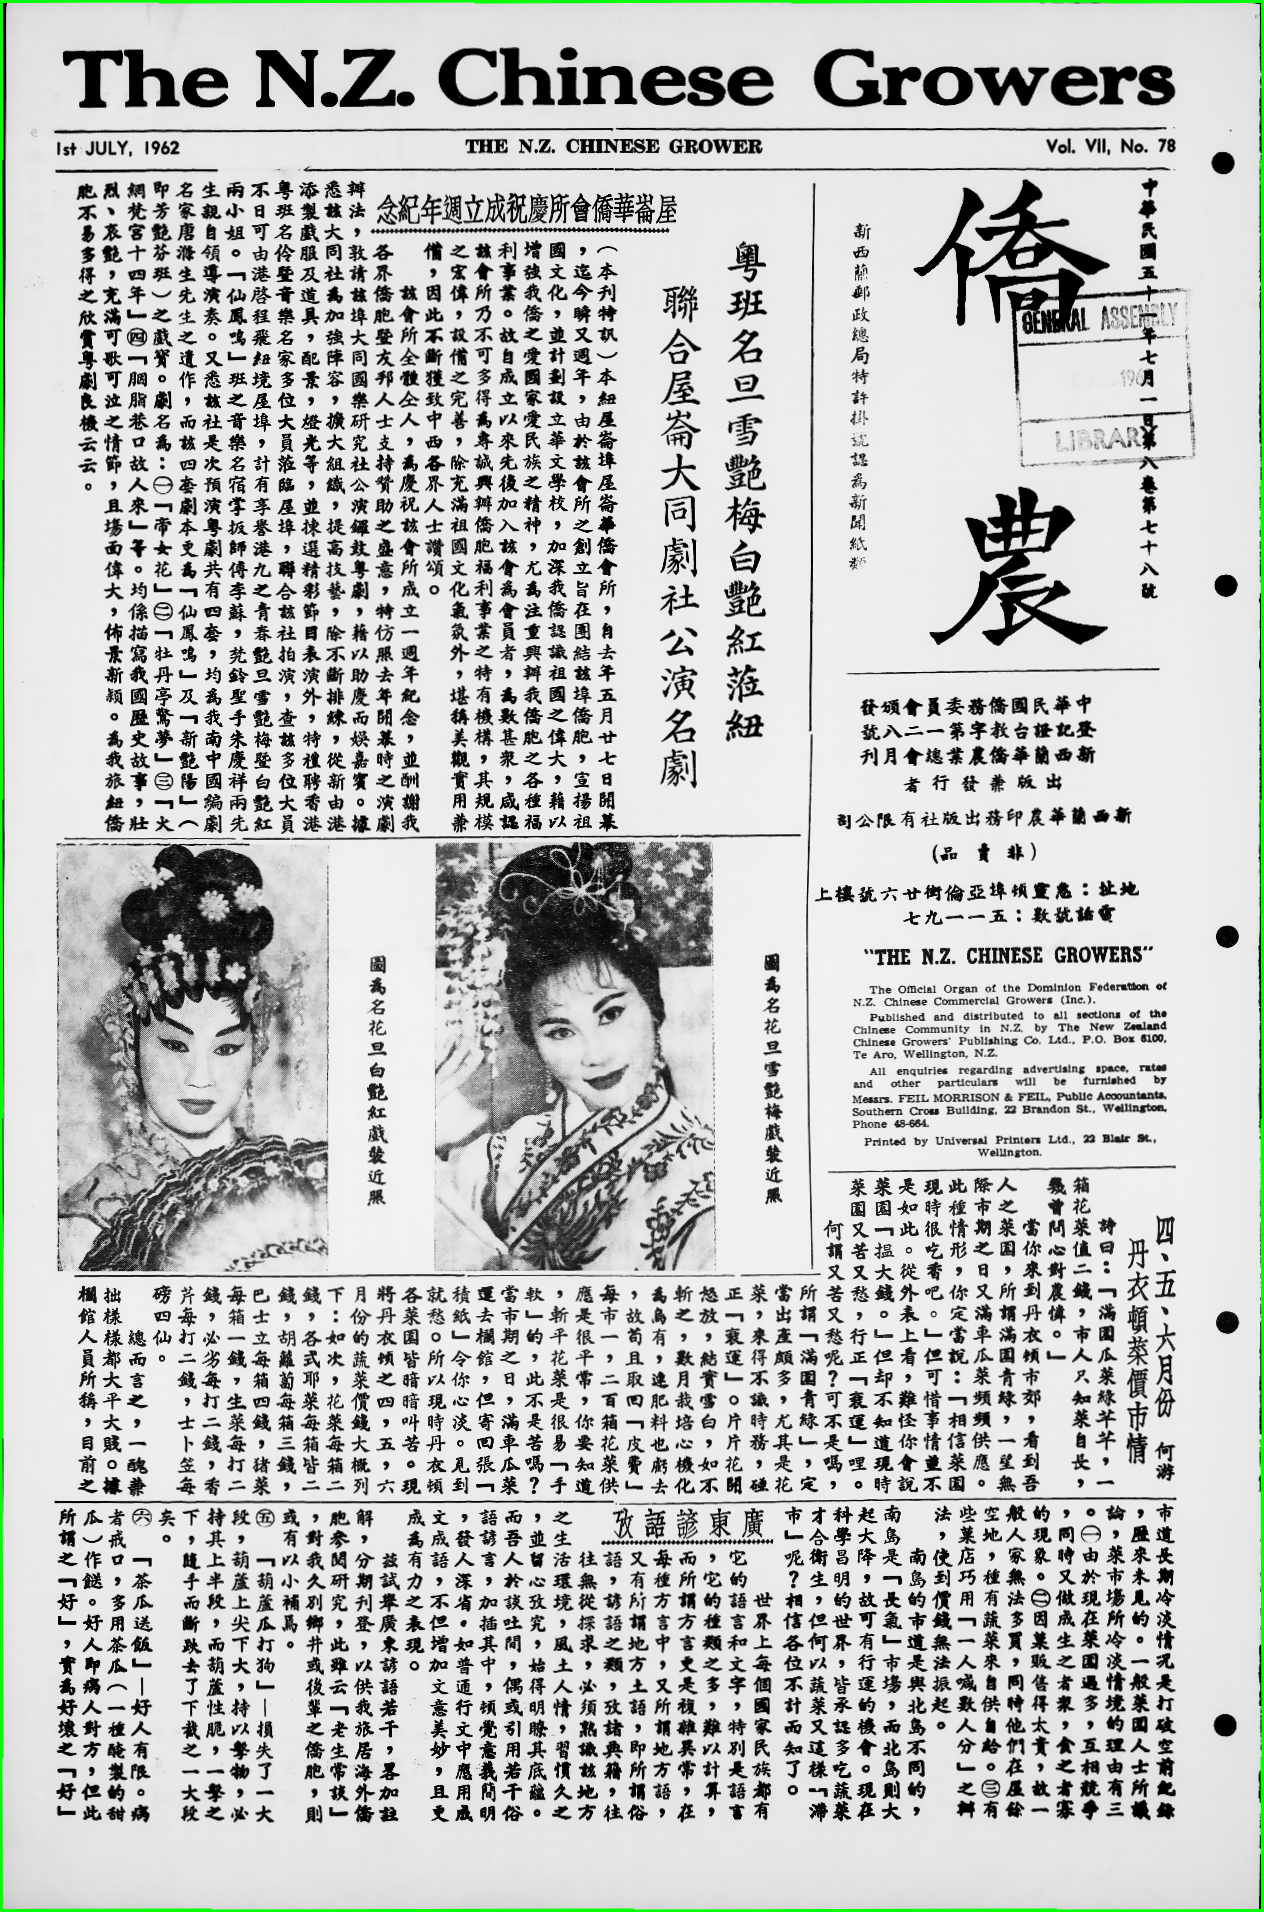 The N.Z. Chinese Growers
1st JULY, 1962
THE N.Z. CHINESE GROWER
Vol. VII, No. 78
中華民國五十一年七月一日第八卷第七十八號
僑農
GENERAL ASSEMBLY
LIBRARY
新西蘭郵政總局特許掛號認為新聞紙類
中華民國僑務委員會頒發
登記證台教字第一二八號
新西蘭華僑農業總會月刊
出版兼發行者
新西蘭華農印務出版社有限公司
(非賣品)
地址:惠靈頓埠亞倫街廿六號樓上
電話號數:五一一九七
"THE N.Z. CHINESE GROWERS"
The Official Organ of the Dominion Federation of
N.Z. Chinese Commercial Growers (Inc.).
Published and distributed to all sections of the
Chinese Community in N.Z. by The New Zealand
Chinese Growers' Publishing Co. Ltd., P.O. Box 6100,
Te Aro, Wellington, N.Z.
All enquiries regarding advertising space, rates
and other particulars will be furnished by
Messrs. FEIL MORRISON & FEIL, Public Accountants,
Southern Cross Building, 22 Brandon St., Wellington,
Phone 48-664.
Printed by Universal Printers Ltd., 22 Blair St.,
Wellington.
屋崙華僑會所慶祝成立週年紀念
粵班名旦雪艷梅白艷紅蒞紐
聯合屋崙大同劇社公演名劇
(本刊特訊)本紐屋崙埠屋崙華僑會所,自去年五月廿七日開幕
,迄今瞬又週年,由於該會所之創立旨在團結該埠僑胞,宣揚祖
國文化,並計劃設立華文學校,加深我僑認識祖國之偉大,藉以
增強我僑之愛國家愛民族之精神,尤為注重興辦我僑胞之各種福
利事業。故自成立以來先後加入該會為會員者,為數甚衆,咸認
該會所乃不可多得為專誠興辦僑胞福利事業之特有機構,其規模
之宏偉,設備之完善,除充滿祖國文化氣氛外,堪稱美觀實用兼
備,因此不斷獲致中西各界人士讚頌。
該會所全體仝人,為慶祝該會所成立一週年紀念,並酬謝我
各界僑胞暨友邦人士支持贊助之盛意,特仿照去年開幕時之演劇
辦法,敦請該埠大同國樂研究社公演鑼鼓粵劇,藉以助慶而娛嘉賓。據
悉該大同社為加強陣容,擴大組織,提高技藝,除不斷排練,從新由港
添製戲服及道具,配景,燈光等,並揀選精彩節目表演外,特禮聘香港
粵班名伶暨音樂名家多位大員蒞臨屋埠,聯合該社拍演,查該多位大員
不日可由港啓程飛紐境屋埠,計有享譽港九之青春艷旦雪艷梅暨白艷紅
兩小姐。「仙鳳鳴」班之音樂名宿掌扳師傅李蘇,笎鈴聖手朱慶祥兩先
生親自領導演奏。又悉該社是次預演粵劇共有四套,均為我南中國編劇
名家唐滌生先生之遺作,而該四套劇本更為「仙鳳鳴」及「新艷陽」(
即芳艷芬班)之戲寶。劇名為:㊀「帝女花」㊁「牡丹亭驚夢」㊂「火
網梵宮十四年」㊃「胭脂巷口故人來」等。均係描寫我國歷史故事,壯
烈、哀艷,充滿可歌可泣之情節,且塲面偉大,佈景新穎。為我旅紐僑
胞不易多得之欣賞粵劇良機云云。
圖為名花旦雪艷梅戲裝近照
圖為名花旦白艷紅戲裝近照
四、五、六月份
丹衣頓菜價市情
何游
詩曰:「滿園瓜菜綠芊芊,一
箱花菜值二錢,市人只知菜自長,
幾曾問心對農憐。」
當你來到丹衣頓市郊,看到吾
人之菜園,所謂滿園青綠,一望無
除市期之日又滿車瓜菜頻頻供應。
此種情形,你定當說:「相信菜園
現時很吃香吧。」但可惜事情並不
是如此。從外表上看,難怪你會說
菜園「搵大錢。」但却不知道現時
菜園又苦又愁,行正「衰運」哩。
何謂又苦又愁呢?可不是嗎,
所謂「滿園青綠」,定
當出產頗多,尤其是花
菜,來得不識時務,碰
正「衰運」。片片花開
怒放,結實雪白,如不
斬之,數月栽培心機化
為烏有,連肥料也虧去
,故苟且取回「皮費」
每市一,二百箱花菜供
應是很平常,你要知道
,斬平花菜是很易「手
軟」的,此不是苦嗎?
當市期之日,滿車瓜菜
運去欄館,但寄回張「
積紙」令你心淡。見到
就愁。所以現時丹衣頓
各菜園皆暗暗叫苦。現
將丹衣頓之四,五,六
月份的蔬菜價錢大概列
下:如次,花菜每箱二
錢,各式耶菜每箱皆二
錢,胡蘿蔔每箱三錢,
巴士立每箱四錢,猪菜
每箱一錢,生菜每打二
錢,必劣每打二錢,香
芹每打二錢,士卜笠每
磅四仙。
總而言之,一醜兼
拙樣樣都大平大賤。據
欄館人員所稱,目前之
市道長期冷淡情况是打破空前紀錄
,歷來未見的。一般菜園人士所議
論,菜市場所冷淡情境的理由有三
。㊀由於現在菜園過多,互相競爭
,同時又做成生之者衆,食之者寡
的現象。㊁因菜販售得太貴,故一
般人家無法多買,同時他們在屋餘
空地,種有蔬菜來自供自給。㊂有
些菜店巧用「一人喊數人分」之辦
法,使到價錢無法振起。
南島的市道是與北島不同的,
南島是「長氣」市場,而北島則大
起大降,故可有行運的機會。現在
科學昌明的世界,皆承認多吃蔬菜
才合衛生,但何以蔬菜又這樣「滯
市」呢?相信各位不計而知了。
廣東諺語攷
世界上每個國家民族都有
它的語言和文字,特別是語言
,它的種類之多,難以計算,
而所謂方言更是複雜異常,在
每種方言中,又所謂地方語,
又有所謂地方土語,即所謂俗
語,諺語之類,攷諸典籍,往
往無從探求,必須熟識該地方
之生活環境,風土人情,習慣久之
,並留心攷究,始得明瞭其底蘊。
而吾人於談吐間,偶或引用若干俗
語諺言,加插其中,頓覺意義簡明
,發人深省。如普通行文中應用成
文成語,不但增加文意美妙,且更
成為有力之表現。
兹試舉廣東諺語若干,畧加註
解,分期刊登,以供我旅居海外僑
胞參閱研究,此雖云「老生常談」
,對我久別鄉井或後輩之僑胞,則
或有以小補焉。
㊄「葫蘆瓜打狗」—損失了一大
段,葫蘆上尖下大,持以擊物,必
持其上半段,而葫蘆性脆,一擊之
下,隨手而斷跌去了下截之一大段
矣。
㊅「茶瓜送飯」—好人有限。病
者戒口,多用茶瓜(一種醃製的甜
瓜)作餸。好人即病人對方,但此
所謂之「好」,實為好壞之「好」